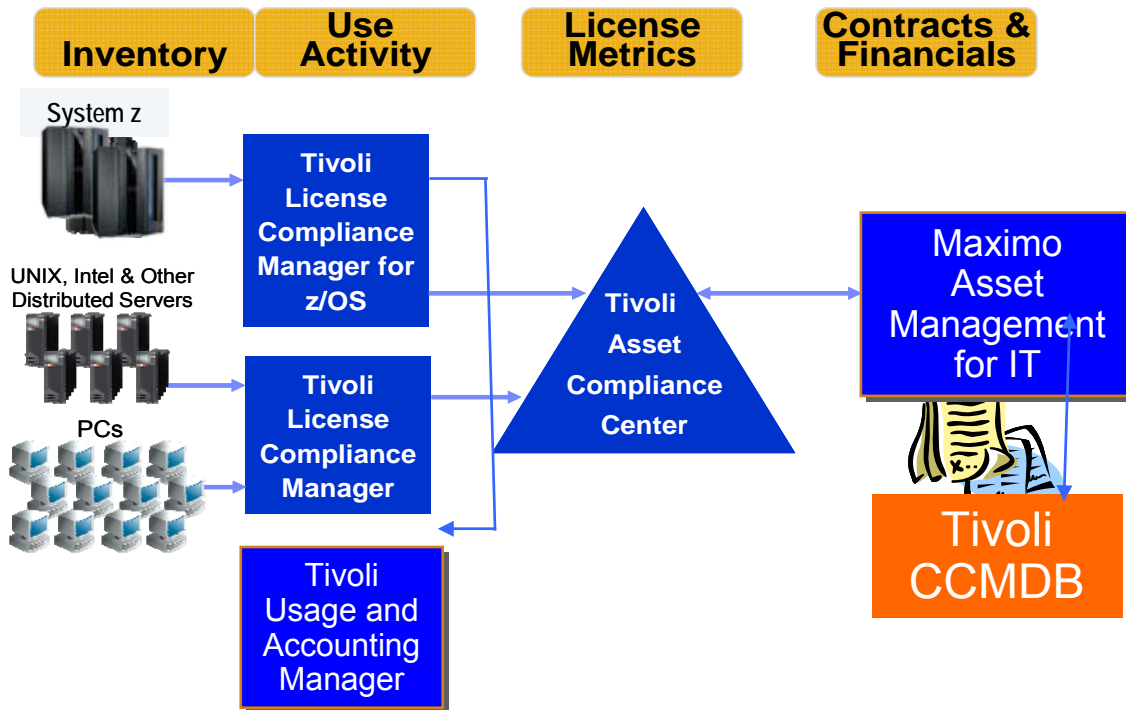 Inventory
Use
Activity
License
Metrics
Contracts &
Financials
System z
UNIX, Intel & Other
Distributed Servers
PCs
Tivoli
License
Compliance
Manager for
z/OS
Tivoli
License
Compliance
Manager
Tivoli
Usage and
Accounting
Manager
Tivoli
Asset
Compliance
Center
Maximo
Asset
Management
for IT
x...
Tivoli
CCMDB